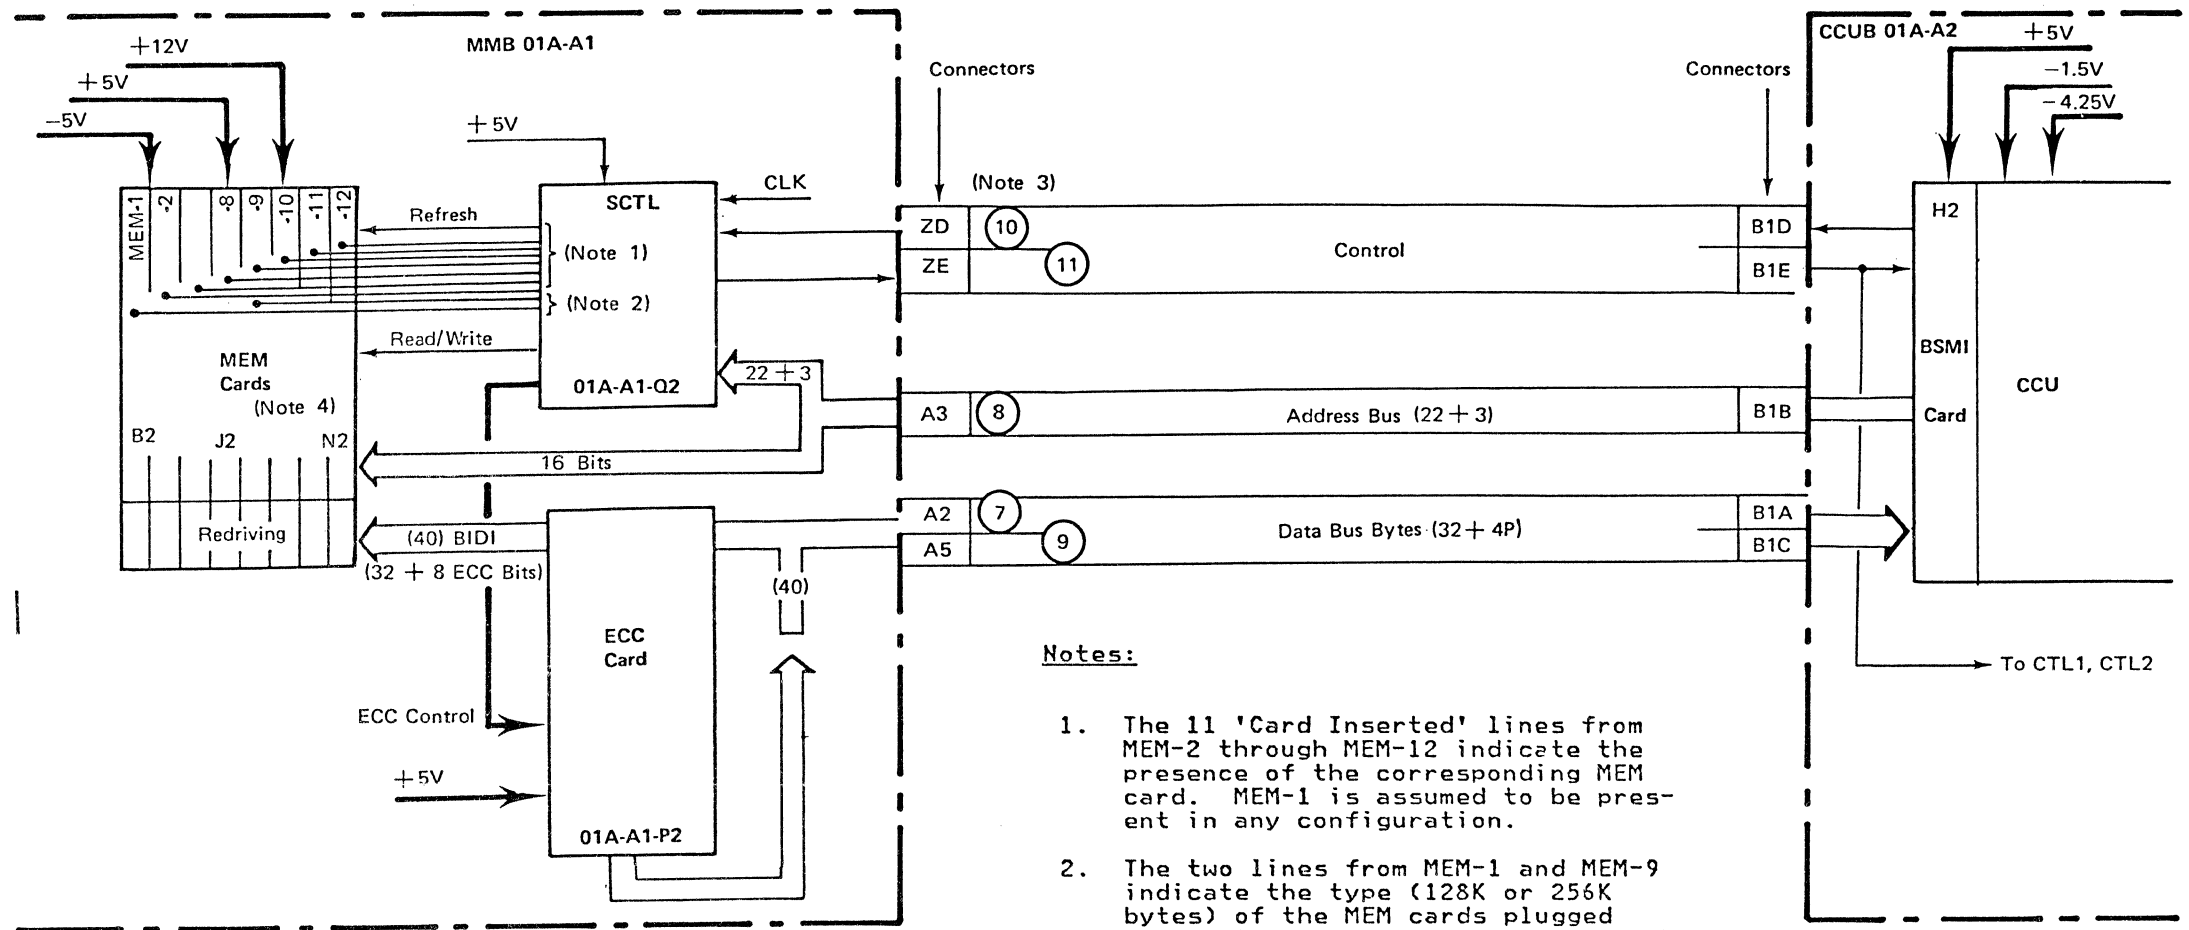 MMB 01A-A1
+12V
+5V
−5V
+5V
CLK
MEM-1
-2
-8
-9
-10
-11
-12
Refresh
SCTL
(Note 1)
(Note 2)
Read/Write
01A-A1-Q2
MEM
Cards
(Note 4)
B2
J2
N2
22 + 3
16 Bits
Redriving
(40) BIDI
(32 + 8 ECC Bits)
(40)
ECC
Card
ECC Control
+5V
01A-A1-P2
Connectors
Connectors
(Note 3)
ZD
10
ZE
11
Control
B1D
B1E
A3
8
Address Bus (22 + 3)
B1B
A2
7
A5
9
Data Bus Bytes (32 + 4P)
B1A
B1C
CCUB 01A-A2
+5V
−1.5V
−4.25V
H2
BSMI
Card
CCU
To CTL1, CTL2
Notes:
1. The 11 'Card Inserted' lines from
MEM-2 through MEM-12 indicate the
presence of the corresponding MEM
card. MEM-1 is assumed to be pres-
ent in any configuration.
2. The two lines from MEM-1 and MEM-9
indicate the type (128K or 256K
bytes) of the MEM cards plugged